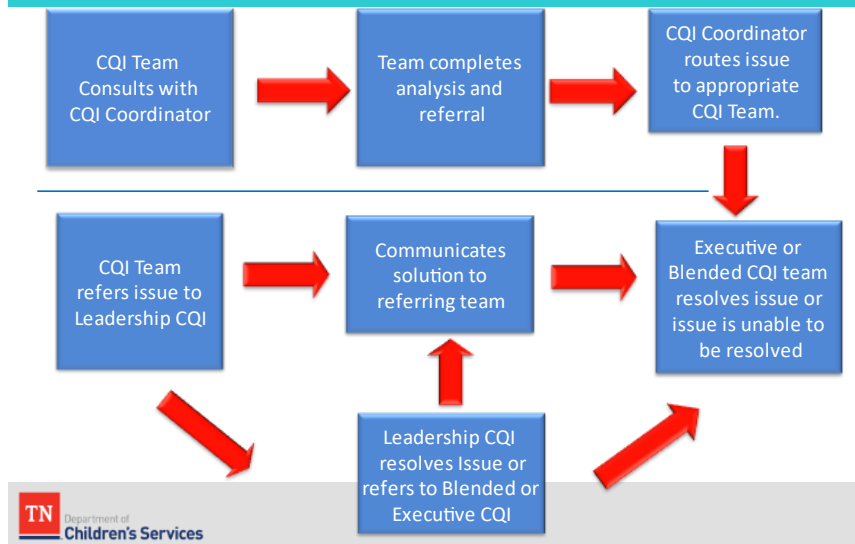 CQI Team
Consults with
CQI Coordinator
Team completes
analysis and
referral
CQI Coordinator
routes issue
to appropriate
CQI Team.
CQI Team
refers issue to
Leadership CQI
Communicates
solution to
referring team
Executive or
Blended CQI team
resolves issue or
issue is unable to
be resolved
Leadership CQI
resolves Issue or
refers to Blended or
Executive CQI
TN
Department of
Children's Services